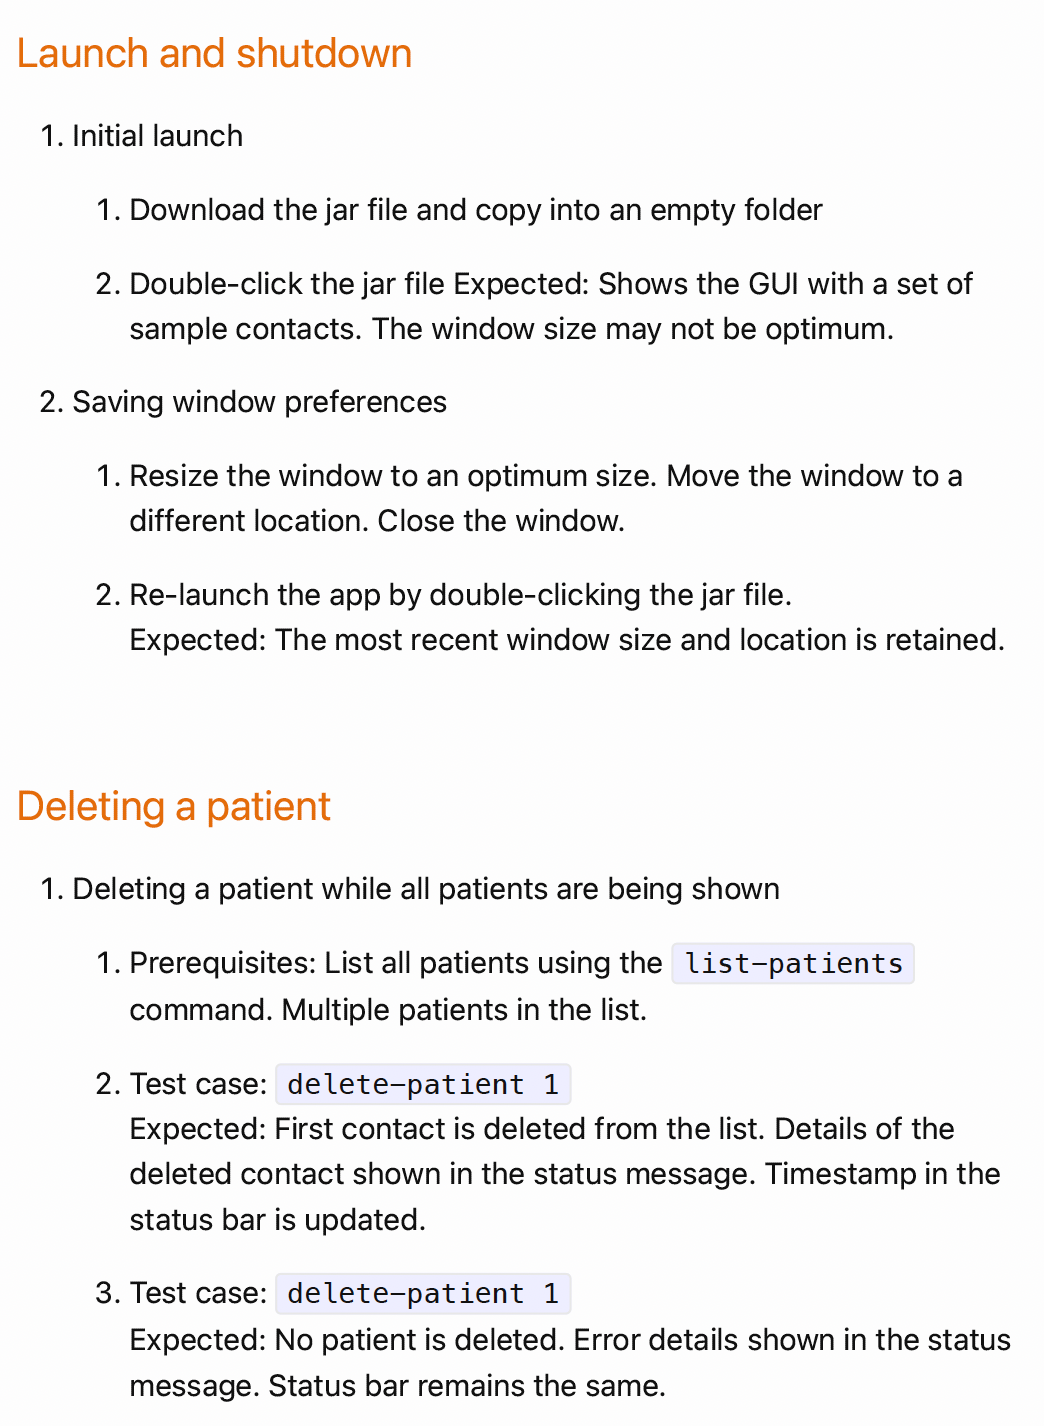 Launch and shutdown
1. Initial launch
1. Download the jar file and copy into an empty folder
2. Double-click the jar file Expected: Shows the GUI with a set of
sample contacts. The window size may not be optimum.
2. Saving window preferences
1. Resize the window to an optimum size. Move the window to a
different location. Close the window.
2. Re-launch the app by double-clicking the jar file.
Expected: The most recent window size and location is retained.
Deleting a patient
1. Deleting a patient while all patients are being shown
1. Prerequisites: List all patients using the list-patients
command. Multiple patients in the list.
2. Test case: delete-patient 1
Expected: First contact is deleted from the list. Details of the
deleted contact shown in the status message. Timestamp in the
status bar is updated.
3. Test case: delete-patient 1
Expected: No patient is deleted. Error details shown in the status
message. Status bar remains the same.